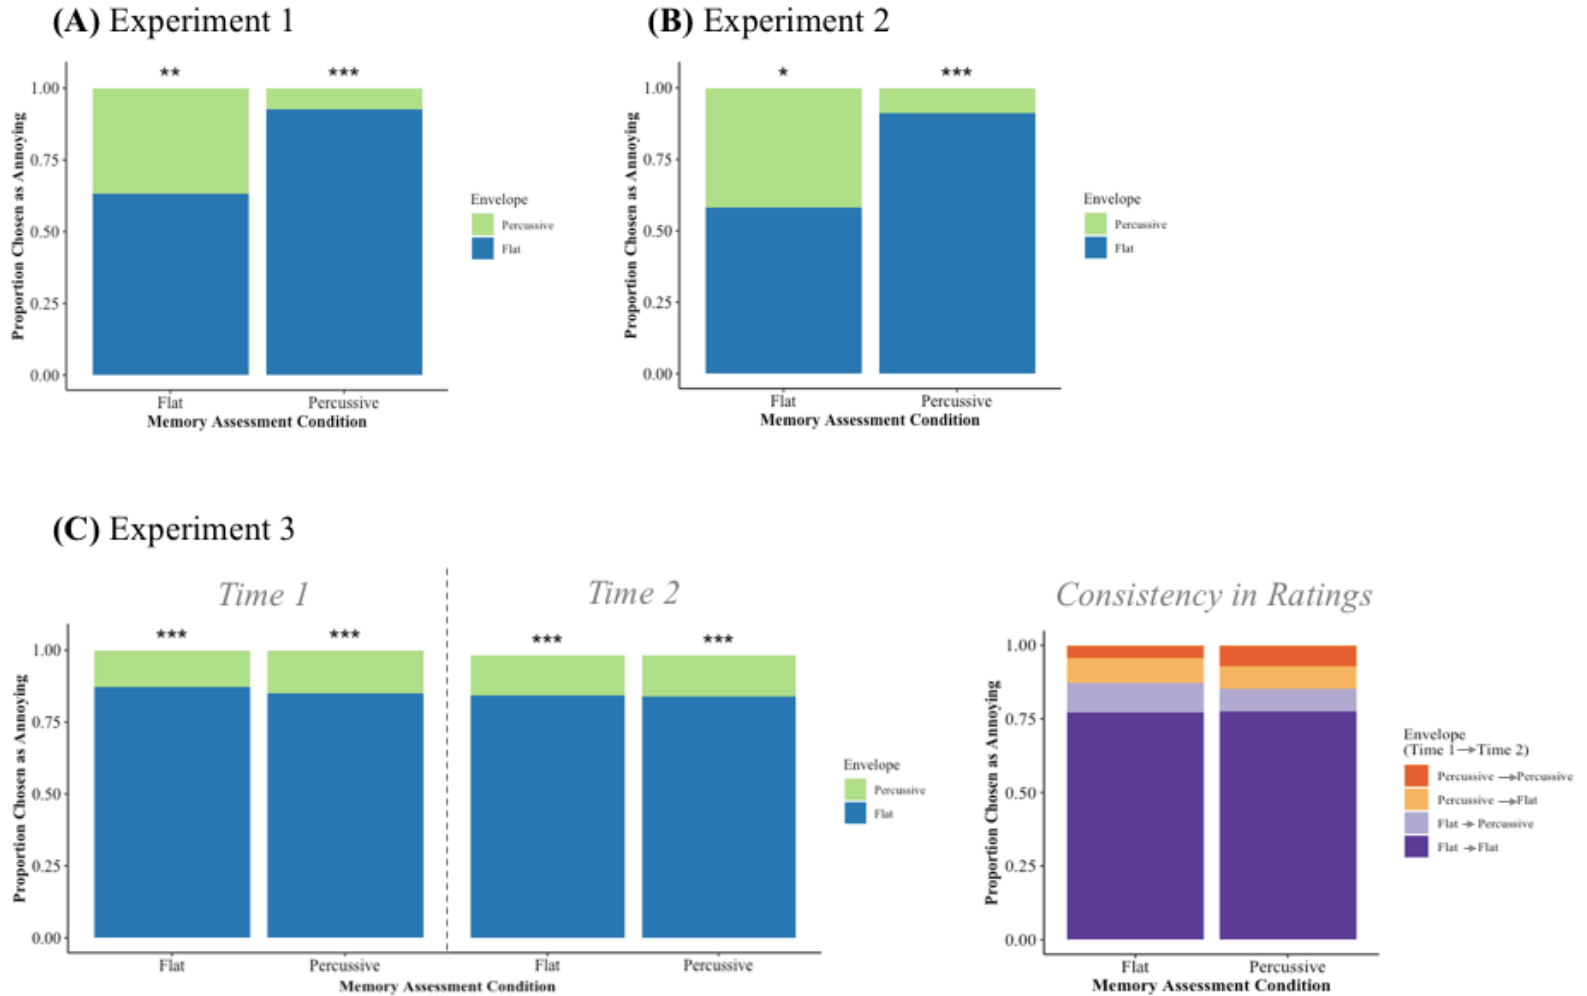 (A) Experiment 1
Proportion Chosen as Annoying
1.00
0.75
0.50
0.25
0.00
** ***
Flat Percussive
Memory Assessment Condition
Envelope
Percussive
Flat
(B) Experiment 2
Proportion Chosen as Annoying
1.00
0.75
0.50
0.25
0.00
* ***
Flat Percussive
Memory Assessment Condition
Envelope
Percussive
Flat
(C) Experiment 3
Time 1
Time 2
Proportion Chosen as Annoying
1.00
0.75
0.50
0.25
0.00
*** *** *** ***
Flat Percussive Flat Percussive
Memory Assessment Condition
Envelope
Percussive
Flat
Consistency in Ratings
Proportion Chosen as Annoying
1.00
0.75
0.50
0.25
0.00
Flat Percussive
Memory Assessment Condition
Envelope
(Time 1→Time 2)
Percussive →Percussive
Percussive →Flat
Flat →Percussive
Flat →Flat